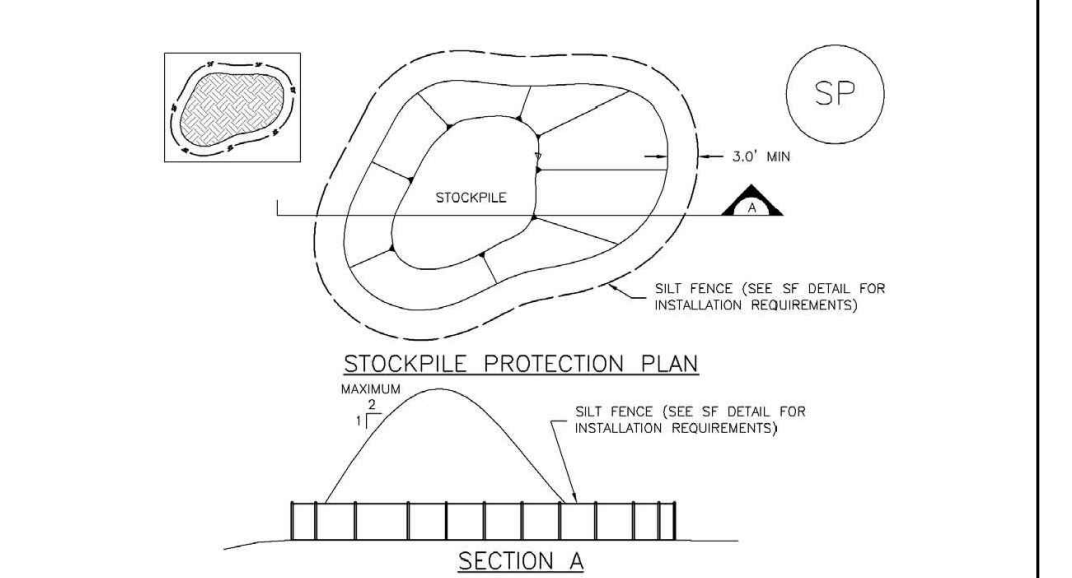 SP
3.0' MIN
STOCKPILE
A
SILT FENCE (SEE SF DETAIL FOR
INSTALLATION REQUIREMENTS)
STOCKPILE PROTECTION PLAN
MAXIMUM
2
1
SILT FENCE (SEE SF DETAIL FOR
INSTALLATION REQUIREMENTS)
SECTION A